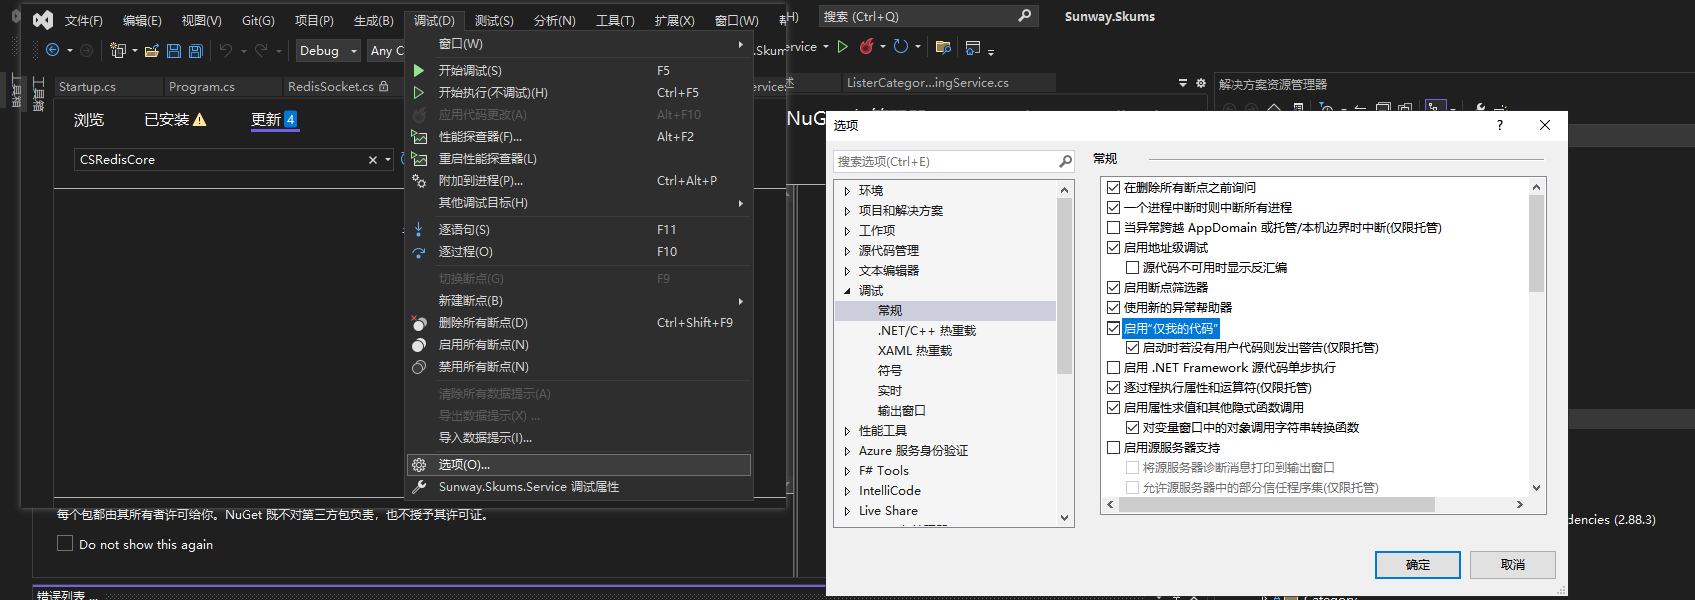 文件(F)
编辑(E)
视图(V)
Git(G)
项目(P)
生成(B)
调试(D)
测试(S)
分析(N)
工具(T)
扩展(X)
窗口(W)
H)
搜索 (Ctrl+Q)
Sunway.Skums
Debug
Any C
.Skum
ervice
工具箱
工具箱
Startup.cs
Program.cs
RedisSocket.cs
ervice
述
ListerCategor...ingService.cs
解决方案资源管理器
浏览
已安装
更新 4
NuG
CSRedisCore
窗口(W)
开始调试(S) F5
开始执行(不调试)(H) Ctrl+F5
应用代码更改(A) Alt+F10
性能探查器(F)... Alt+F2
重启性能探查器(L)
附加到进程(P)... Ctrl+Alt+P
其他调试目标(H)
逐语句(S) F11
逐过程(O) F10
切换断点(G) F9
新建断点(B)
删除所有断点(D) Ctrl+Shift+F9
启用所有断点(N)
禁用所有断点(N)
清除所有数据提示(A)
导出数据提示(X) ...
导入数据提示(I)...
选项(O)...
Sunway.Skums.Service 调试属性
每个包都由其所有者许可给你。NuGet 既不对第三方包负责，也不授予其许可证。
Do not show this again
错误列表 ...
选项
?
搜索选项(Ctrl+E)
环境
项目和解决方案
工作项
源代码管理
文本编辑器
调试
常规
.NET/C++ 热重载
XAML 热重载
符号
实时
输出窗口
性能工具
Azure 服务身份验证
F# Tools
IntelliCode
Live Share
常规
在删除所有断点之前询问
一个进程中断时则中断所有进程
当异常跨越 AppDomain 或托管/本机边界时中断(仅限托管)
启用地址级调试
源代码不可用时显示反汇编
启用断点筛选器
使用新的异常帮助器
启用“仅我的代码”
启动时若没有用户代码则发出警告(仅限托管)
启用 .NET Framework 源代码单步执行
逐过程执行属性和运算符(仅限托管)
启用属性求值和其他隐式函数调用
对变量窗口中的对象调用字符串转换函数
启用源服务器支持
将源服务器诊断消息打印到输出窗口
允许源服务器中的部分信任程序集(仅限托管)
确定
取消
dencies (2.88.3)
Category